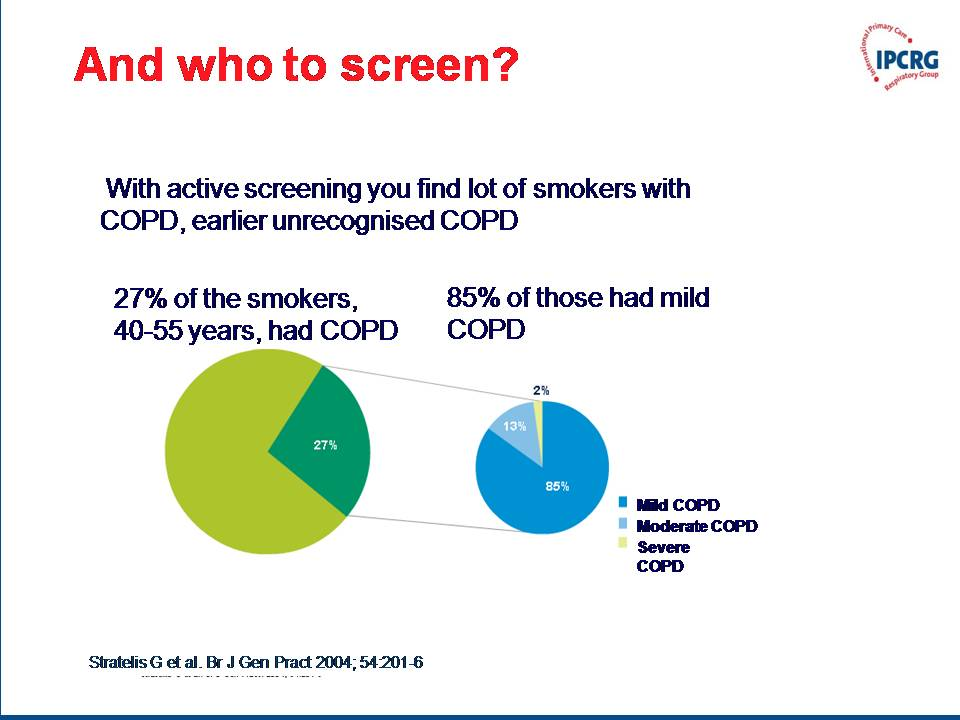 And who to screen?
International Primary Care
IPCRG
Respiratory Group
With active screening you find lot of smokers with
COPD, earlier unrecognised COPD
27% of the smokers,
40-55 years, had COPD
85% of those had mild
COPD
2%
13%
27%
85%
Mild COPD
Moderate COPD
Severe
COPD
Stratelis G et al. Br J Gen Pract 2004; 54:201-6